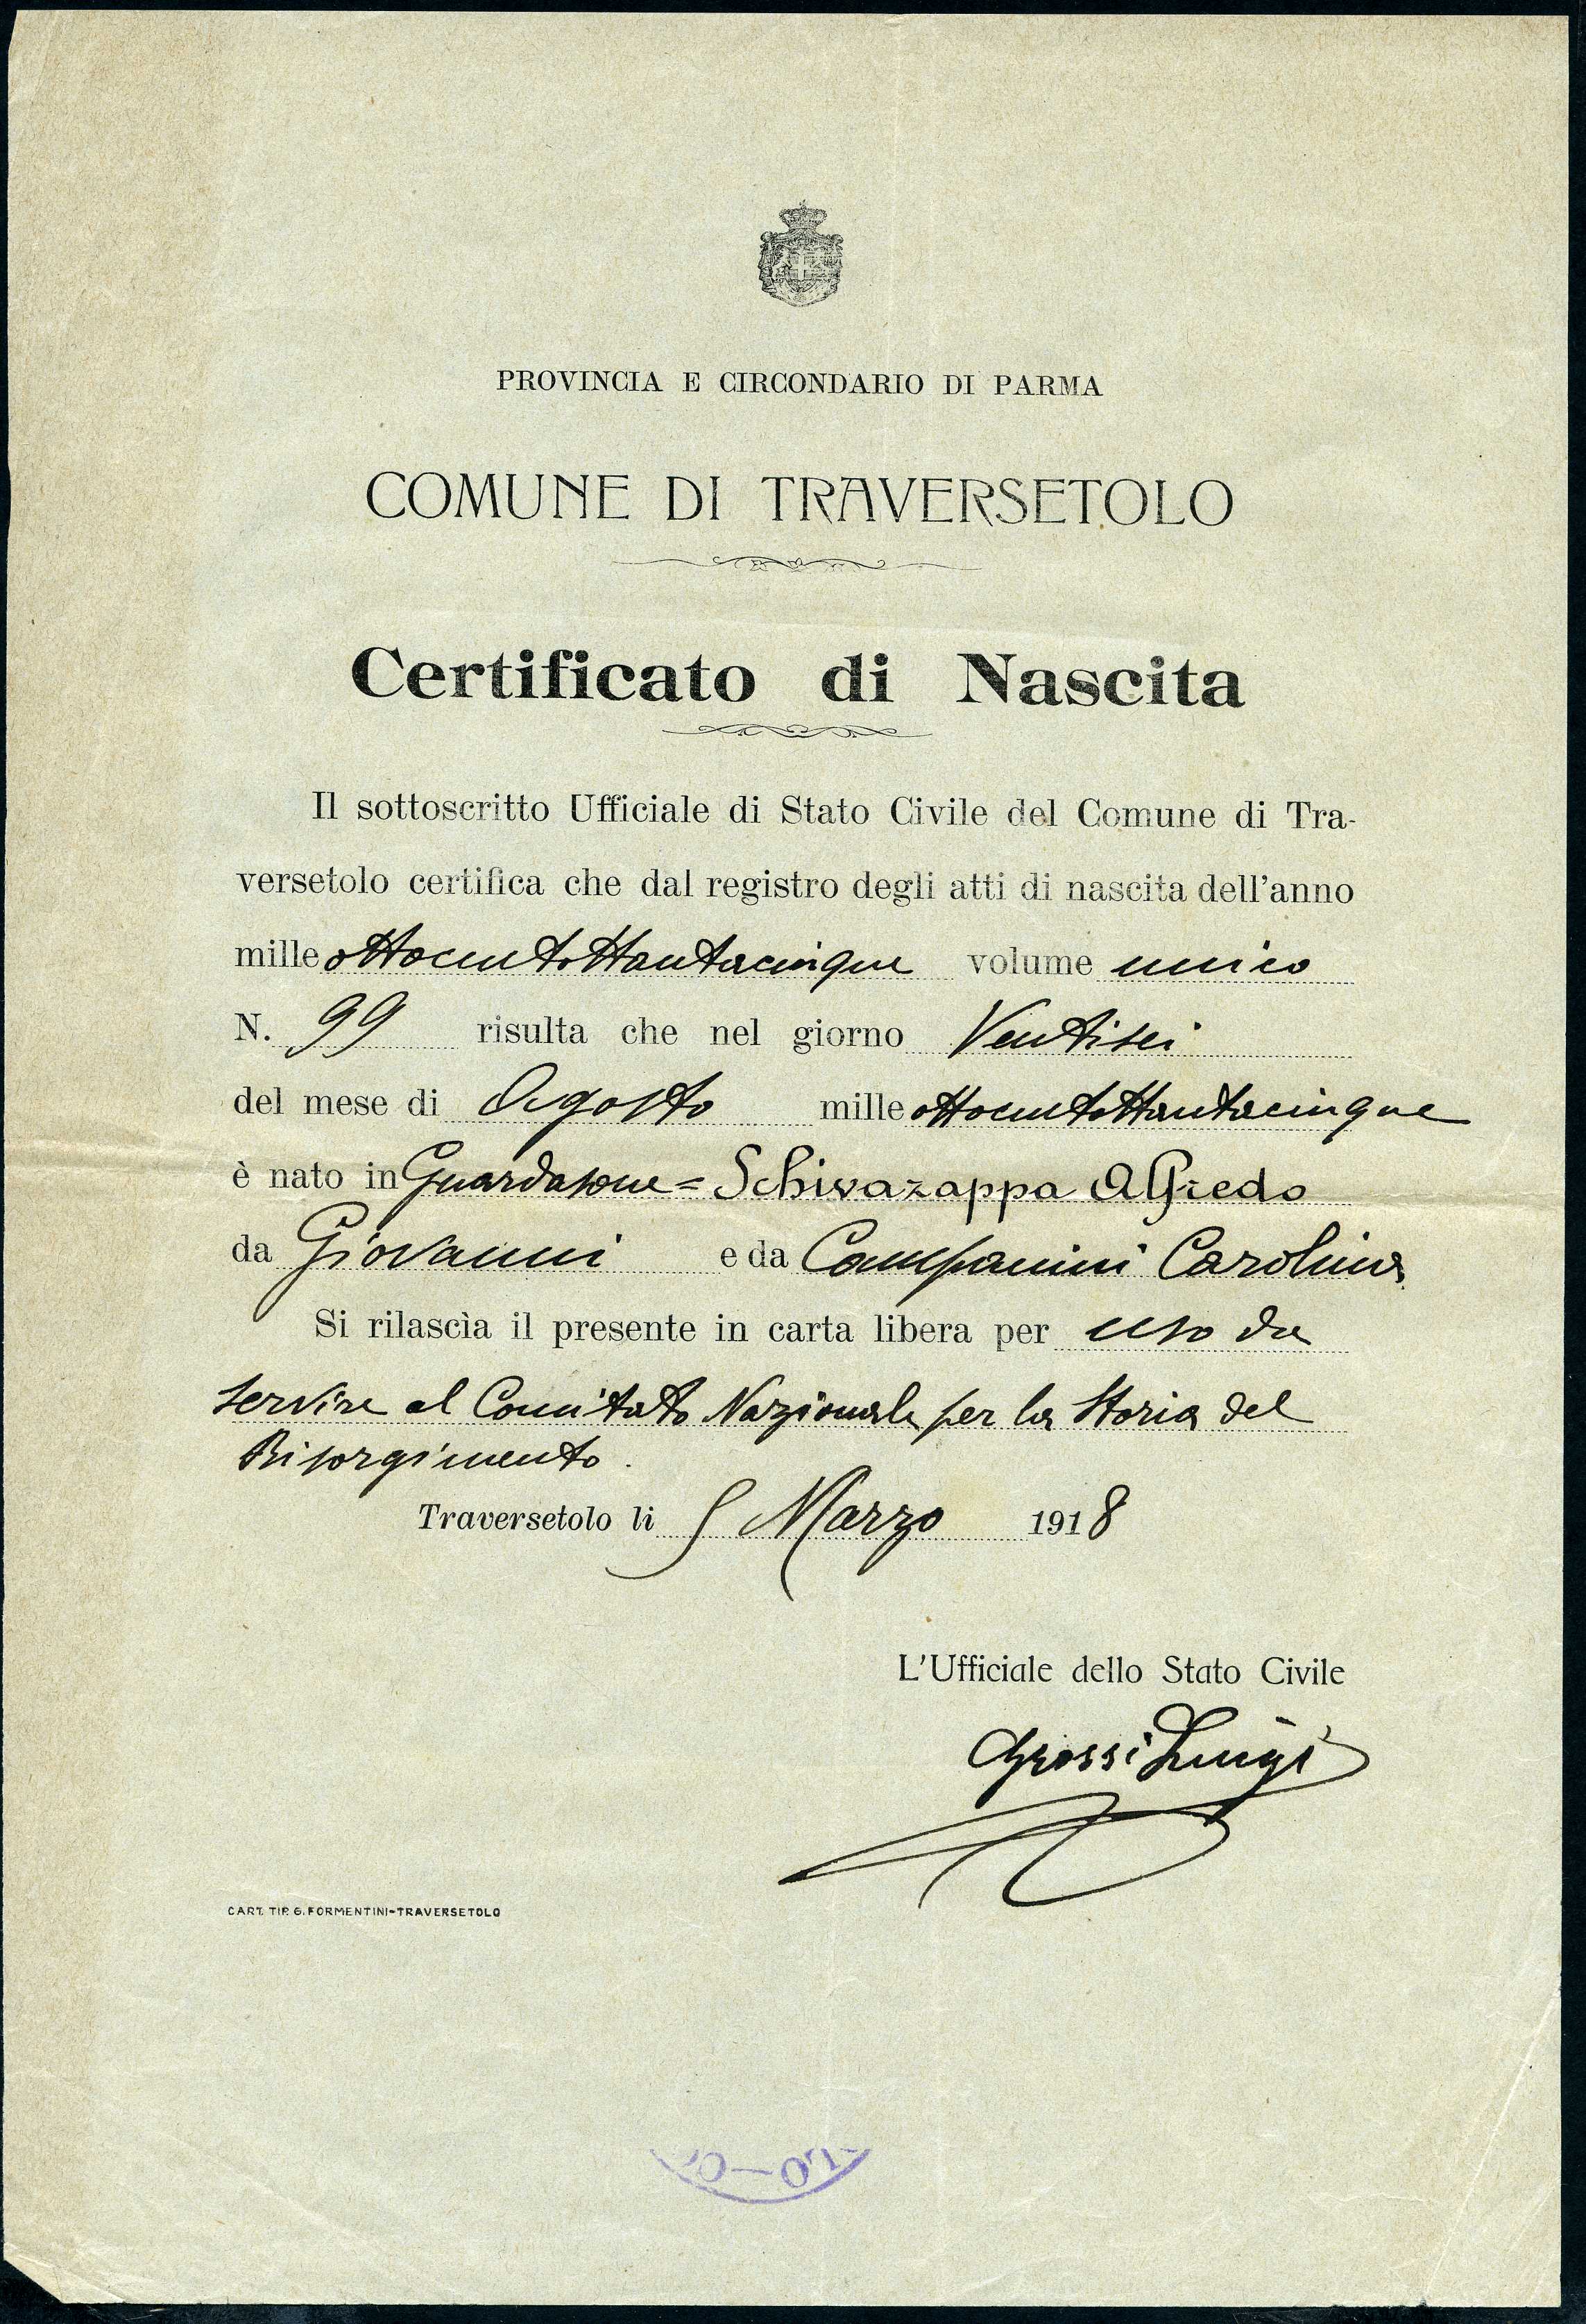 PROVINCIA E CIRCONDARIO DI PARMA
COMUNE DI TRAVERSETOLO
Certificato di Nascita
Il sottoscritto Ufficiale di Stato Civile del Comune di Tra-
versetolo certifica che dal registro degli atti di nascita dell'anno
mille ottocentottantacinque volume unico
N. 99 risulta che nel giorno Ventisei
del mese di Agosto mille ottocentottantacinque
è nato in Guardasone = Schivazappa Alfredo
da Giovanni e da Campanini Carolina
Si rilascia il presente in carta libera per uso da
servire al Comitato Nazionale per la Storia del
Risorgimento.
Traversetolo li 5 Marzo 1918
L'Ufficiale dello Stato Civile
Grossi Luigi
CART. TIP. G. FORMENTINI-TRAVERSETOLO